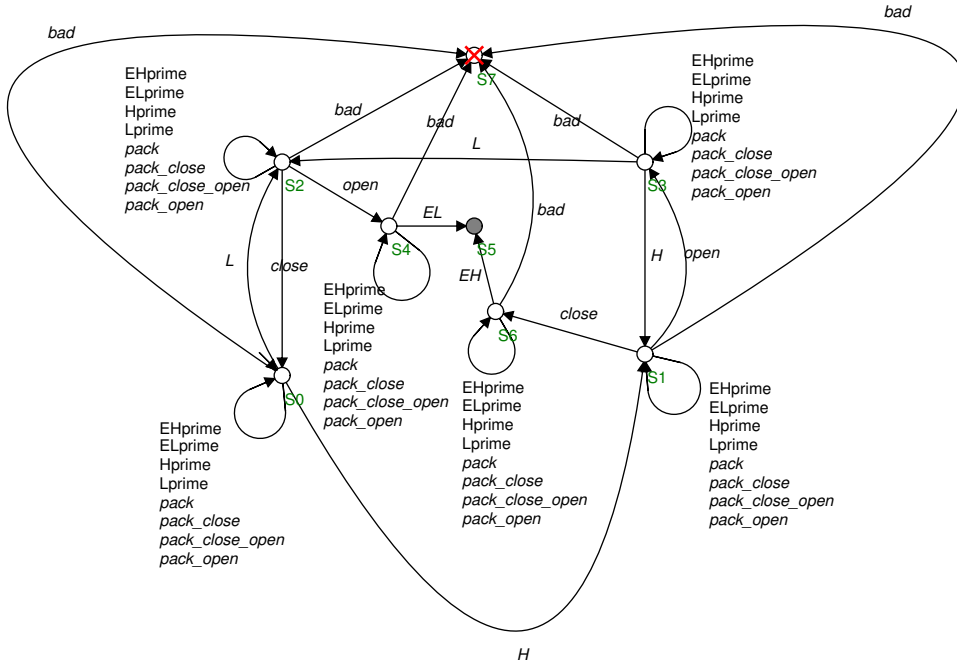 bad
bad
S7
EHprime
ELprime
Hprime
Lprime
pack
pack_close
pack_close_open
pack_open
EHprime
ELprime
Hprime
Lprime
pack
pack_close
pack_close_open
pack_open
bad
bad
bad
L
S2
S3
open
EL
S4
S5
bad
L
close
EH
H
open
EHprime
ELprime
Hprime
Lprime
pack
pack_close
pack_close_open
pack_open
close
S6
S1
S0
EHprime
ELprime
Hprime
Lprime
pack
pack_close
pack_close_open
pack_open
EHprime
ELprime
Hprime
Lprime
pack
pack_close
pack_close_open
pack_open
EHprime
ELprime
Hprime
Lprime
pack
pack_close
pack_close_open
pack_open
H